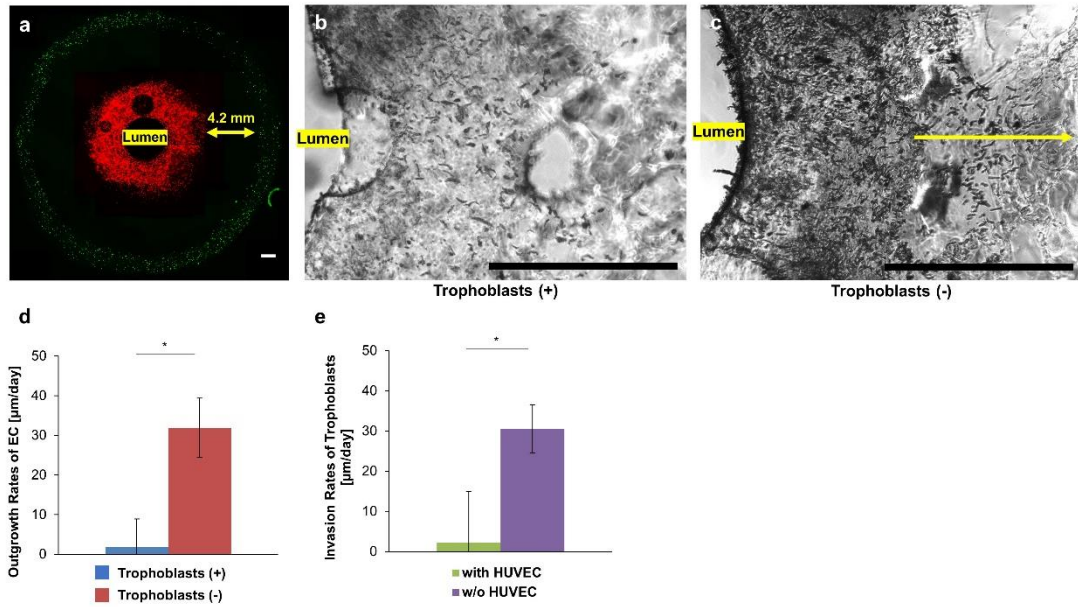 a
Lumen
4.2 mm
b
Lumen
Trophoblasts (+)
c
Lumen
Trophoblasts (-)
d
Outgrowth Rates of EC [µm/day]
50
40
30
20
10
0
*
Trophoblasts (+)
Trophoblasts (-)
e
Invasion Rates of Trophoblasts
[µm/day]
50
40
30
20
10
0
*
with HUVEC
w/o HUVEC